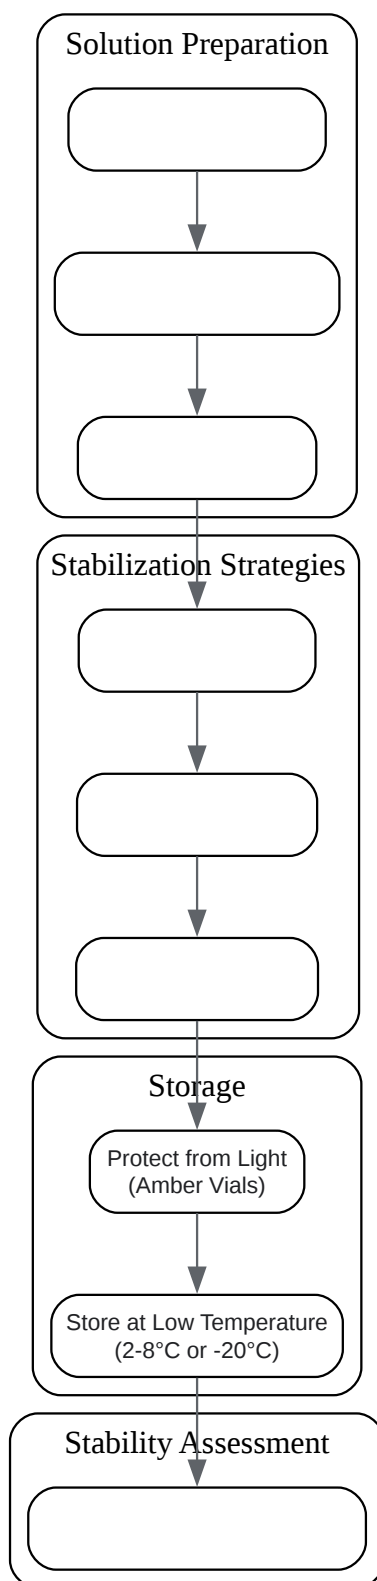 Solution Preparation
Stabilization Strategies
Storage
Protect from Light
(Amber Vials)
Store at Low Temperature
(2-8°C or -20°C)
Stability Assessment